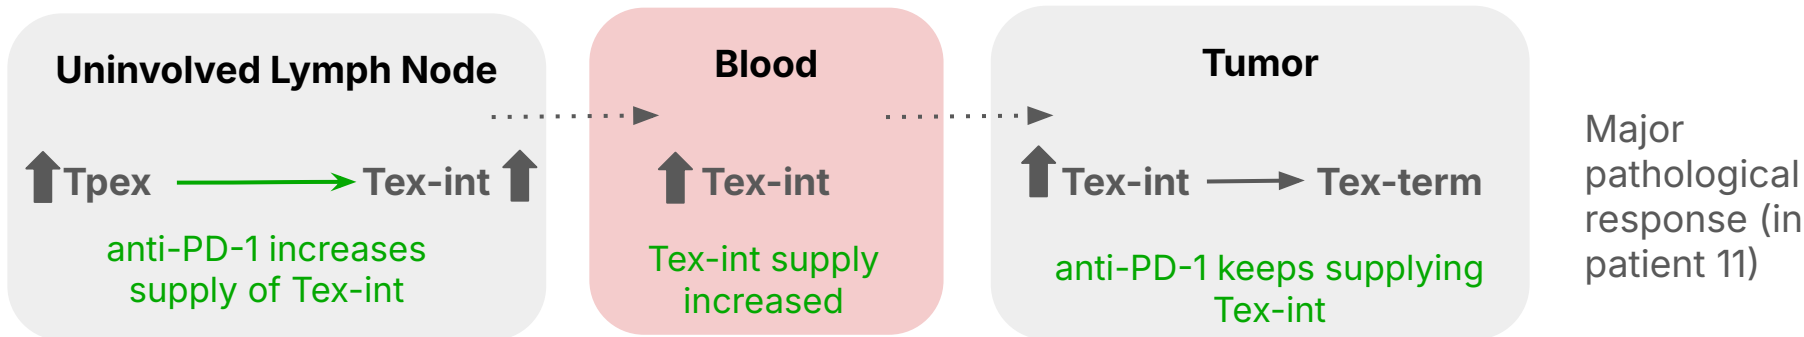 Uninvolved Lymph Node
Tpex
Tex-int
anti-PD-1 increases
supply of Tex-int
Blood
Tex-int
Tex-int supply
increased
Tumor
Tex-int
Tex-term
anti-PD-1 keeps supplying
Tex-int
Major
pathological
response (in
patient 11)